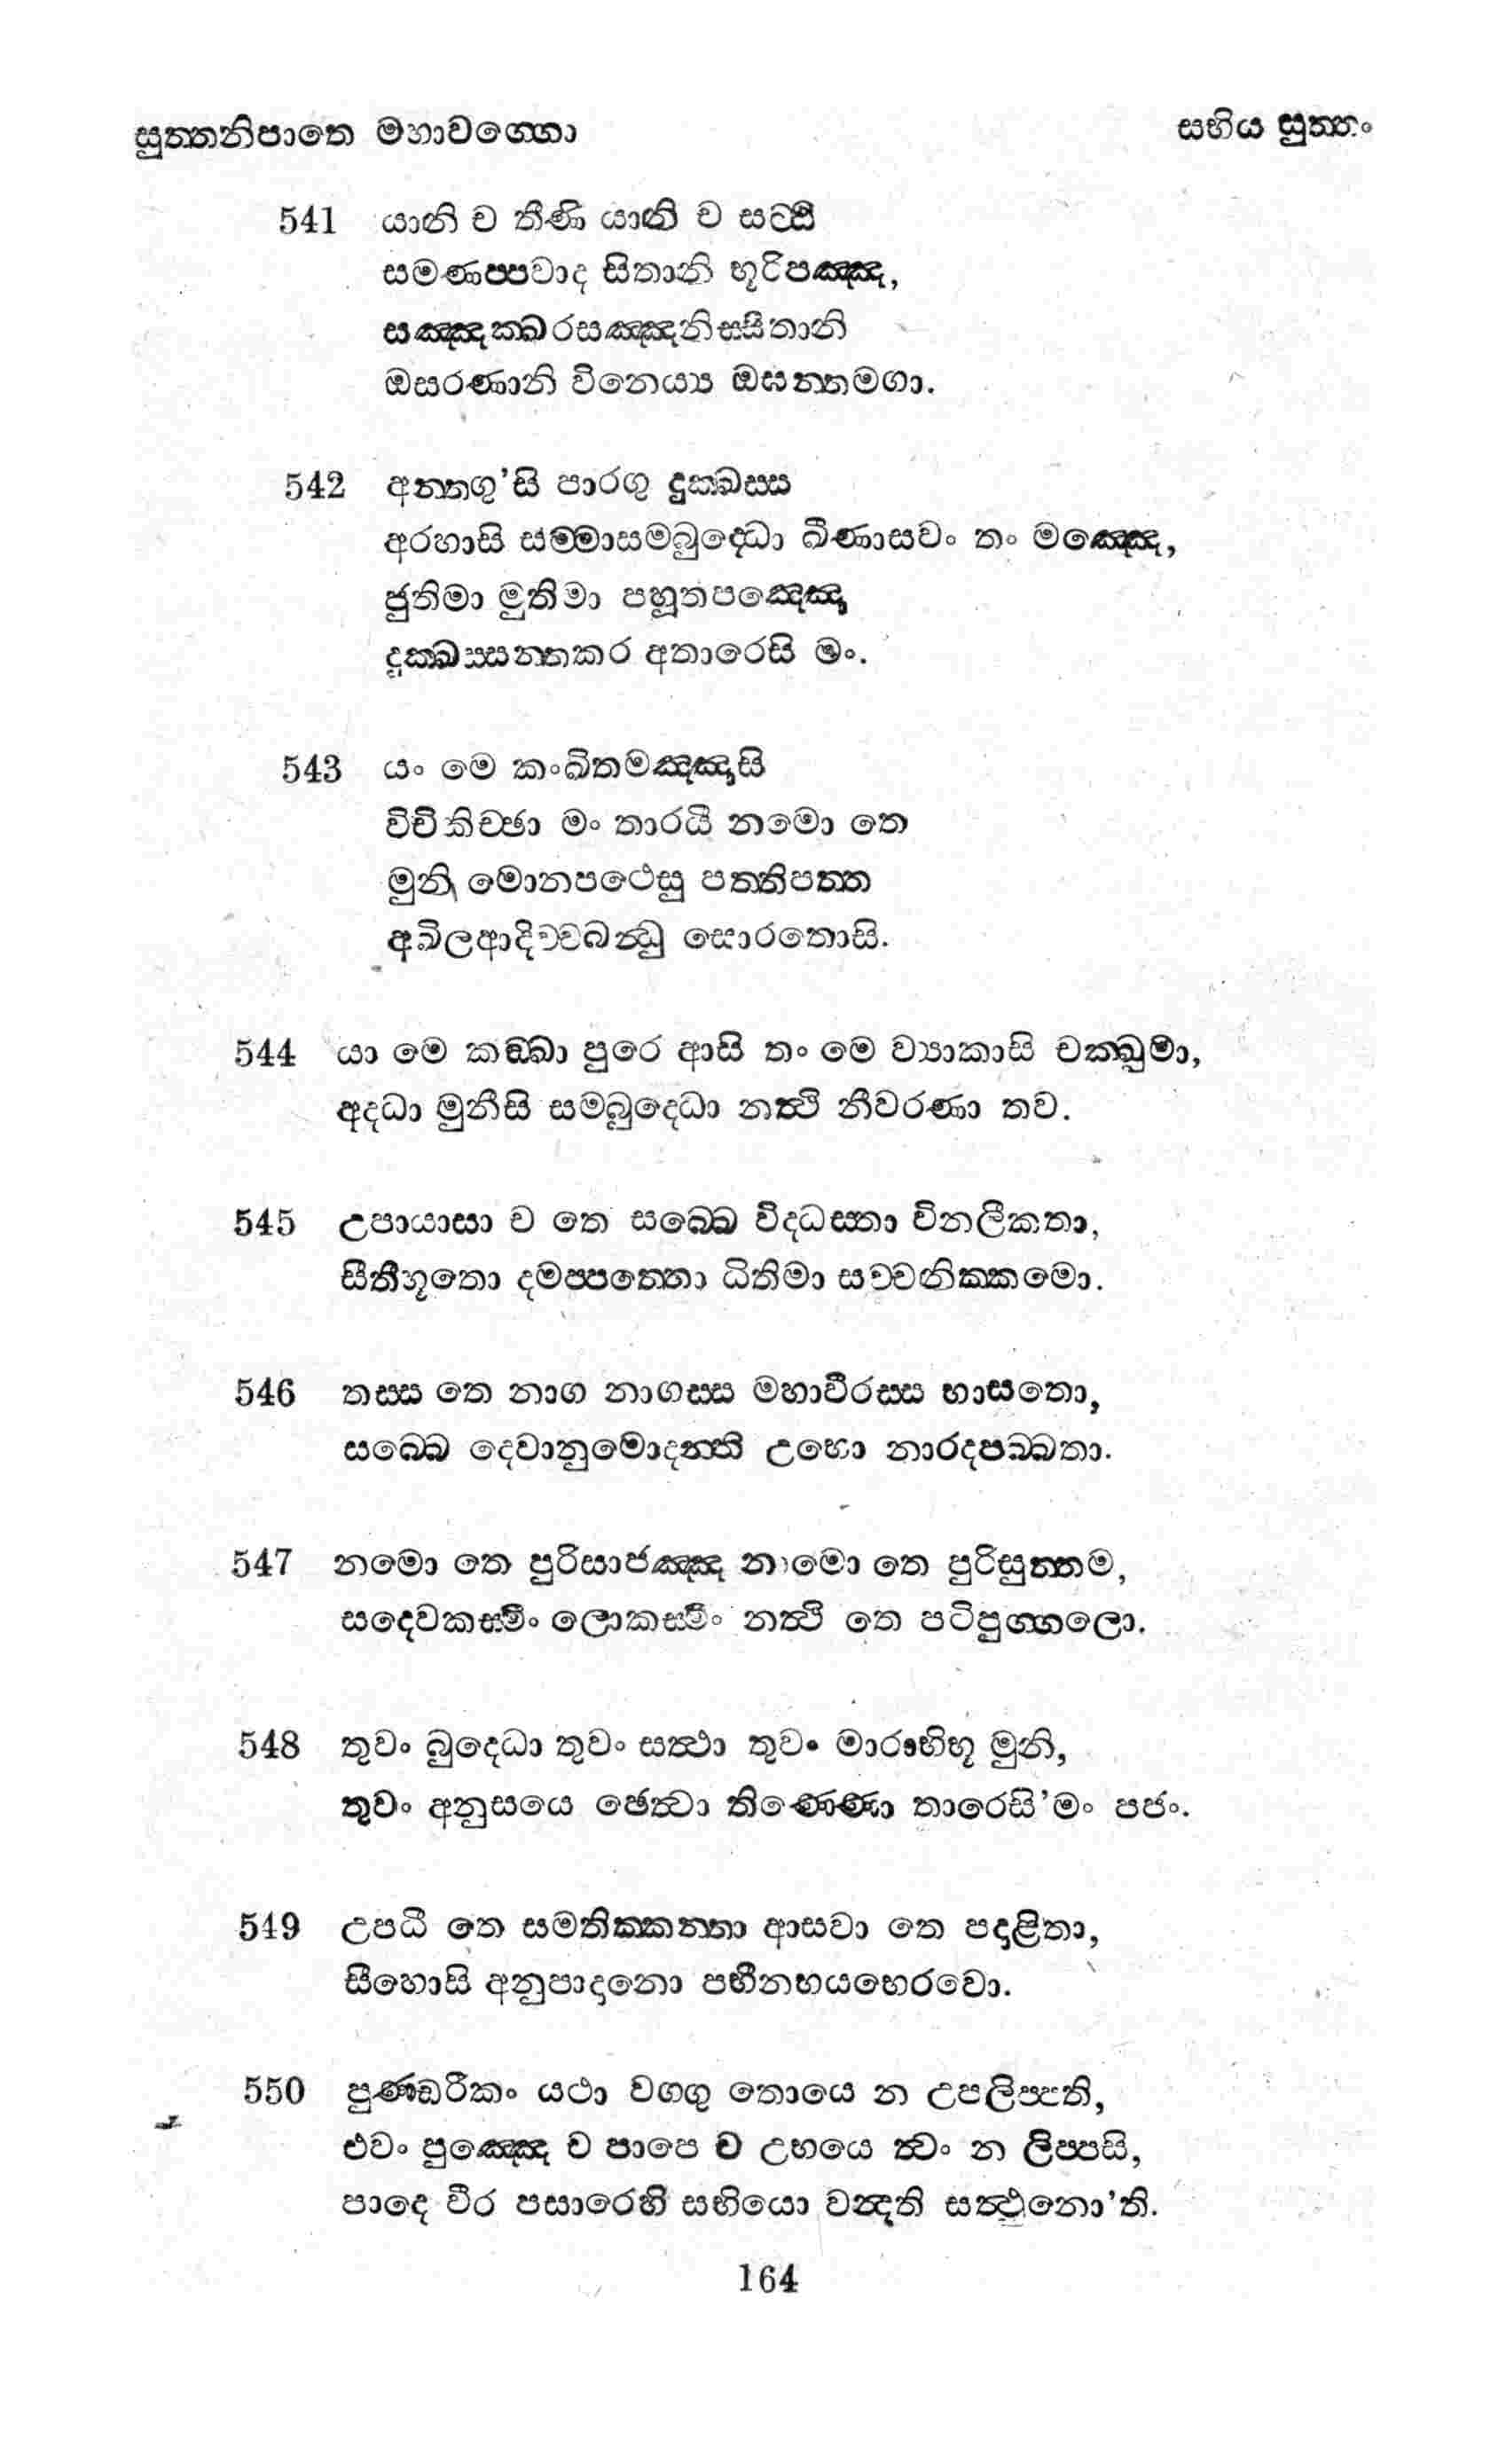 සුත්තනිපාතෙ මහාවග්ගො
සභිය සුත්තං
541 යානි ච තීණි යානි ච සට්ඨි
සමණප්පවාද සිතානි භූරිපඤ්ඤ,
සඤ්ඤක්ඛරසඤ්ඤනිස්සිතානි
ඔසරණානි විනෙය්‍ය ඔඝන්තමගා.
542 අන්තගු'සි පාරගු දුක්ඛස්ස
අරහාසි සම්මාසම්බුද්ධො ඛීණාසවං තං මඤ්ඤෙ,
ජුතිමා මුතිමා පහූතපඤ්ඤො
දුක්ඛස්සන්තකර අතාරෙසි මං.
543 යං මෙ කංඛිතමඤ්ඤාසි
විචිකිච්ඡා මං තාරයි නමො තෙ
මුනි මොනපථෙසු පත්තිපත්ත
අඛිලආදිච්චබන්ධු සොරතොසි.
544 යා මෙ කඞ්ඛා පුරෙ ආසි තං මෙ ව්‍යාකාසි චක්ඛුමා,
අද්ධා මුනීසි සම්බුද්ධො නත්ථි නීවරණා තව.
545 උපායාසා ච තෙ සබ්බෙ විද්ධස්තා විනලීකතා,
සීතීභූතො දමප්පත්තො ධිතිමා සච්චනික්කමො.
546 තස්ස තෙ නාග නාගස්ස මහාවීරස්ස භාසතො,
සබ්බෙ දෙවානුමොදන්ති උභො නාරදපබ්බතා.
547 නමො තෙ පුරිසාජඤ්ඤ නාමො තෙ පුරිසුත්තම,
සදෙවකස්මිං ලොකස්මිං නත්ථි තෙ පටිපුග්ගලො.
548 තුවං බුද්ධො තුවං සත්ථා තුවං මාරාභිභූ මුනි,
තුවං අනුසයෙ ඡෙත්වා තිණ්ණො තාරෙසි'මං පජං.
549 උපධී තෙ සමතික්කන්තා ආසවා තෙ පදාළිතා,
සීහොසි අනුපාදානො පභීනභයභෙරවො.
550 පුණ්ඩරීකං යථා වග්ගු තොයෙ න උපලිප්පති,
එවං පුඤ්ඤෙ ච පාපෙ ච උභයෙ ත්වං න ලිප්පසි,
පාදෙ වීර පසාරෙහි සභියො වන්දති සත්ථුනො'ති.
164